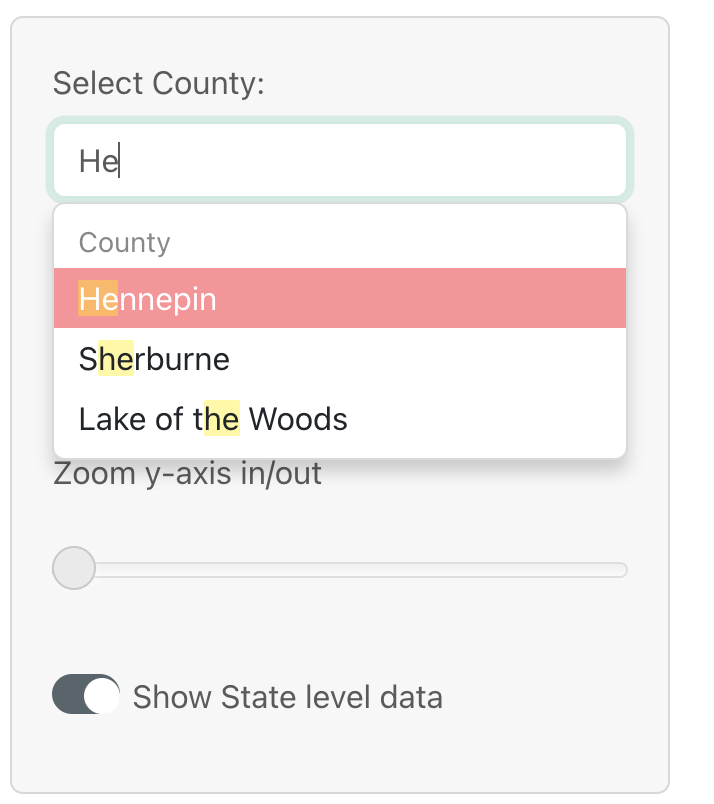 Select County:
He
County
Hennepin
Sherburne
Lake of the Woods
Zoom y-axis in/out
Show State level data